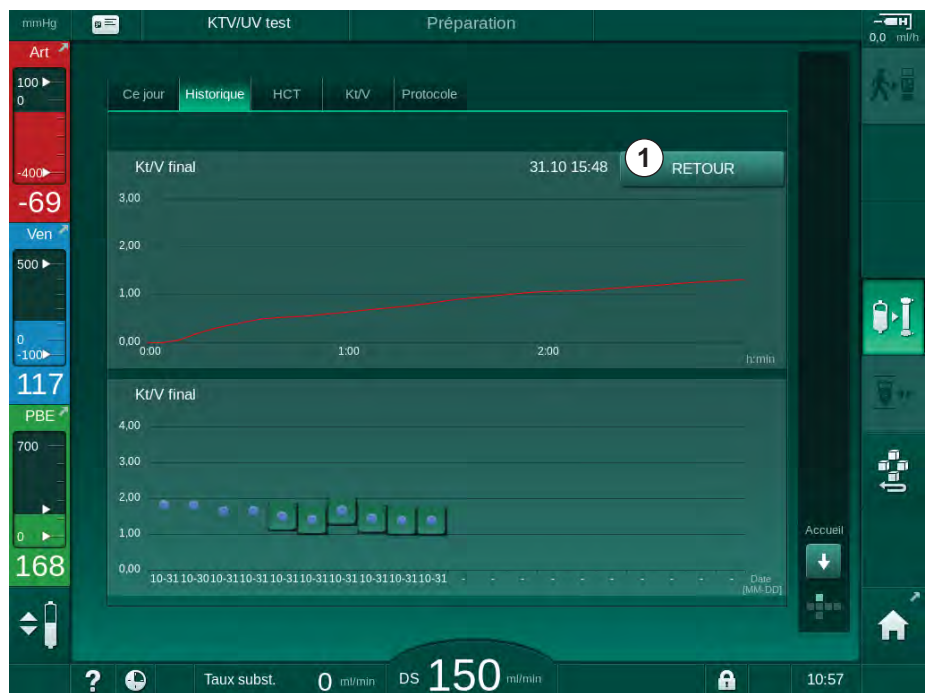 mmHg
KTV/UV test
Préparation
0,0 ml/h
Art
100
0
-400
-69
Ven
500
0
-100
117
PBE
700
0
168
Ce jour Historique HCT Kt/V Protocole
Kt/V final 31.10 15:48 1 RETOUR
3,00
2,00
1,00
0,00
0:00 1:00 2:00 h:min
Kt/V final
4,00
3,00
2,00
1,00
0,00
10-31 10-30 10-31 10-31 10-31 10-31 10-31 10-31 10-31 10-31 - - - - - - - - - - Date
[MM-DD]
Accueil
? Taux subst. 0 ml/min DS 150 ml/min 10:57